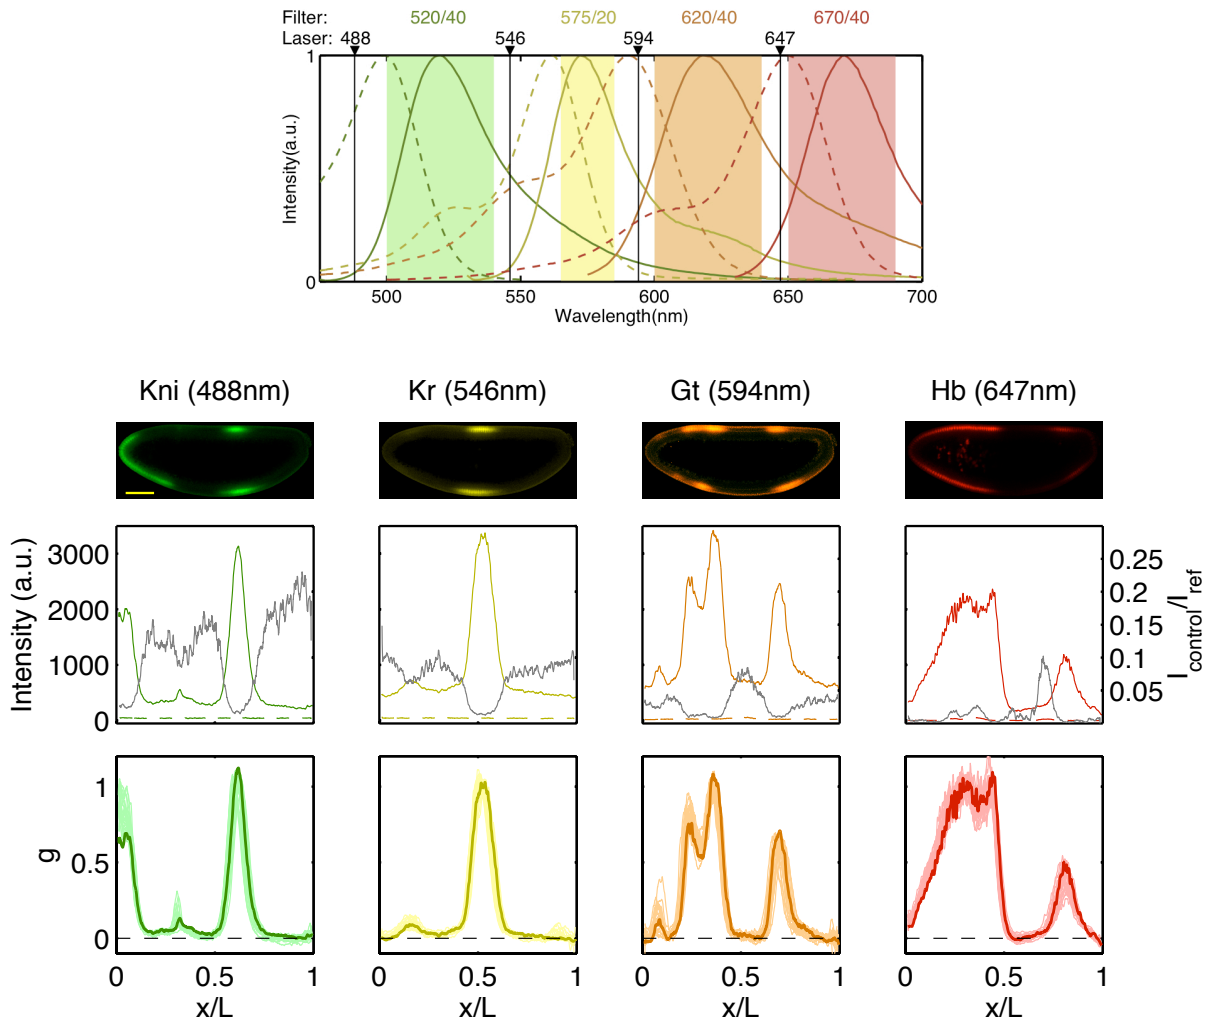 Filter: 520/40 575/20 620/40 670/40
Laser: 488 546 594 647
1
Intensity(a.u.)
0
500 550 600 650 700
Wavelength(nm)
Kni (488nm) Kr (546nm) Gt (594nm) Hb (647nm)
Intensity (a.u.)
3000
2000
1000
0
0.25
0.2
0.15
0.1
0.05
Icontrol/Iref
g
1
0.5
0
0 0.5 1 0 0.5 1 0 0.5 1 0 0.5 1
x/L x/L x/L x/L